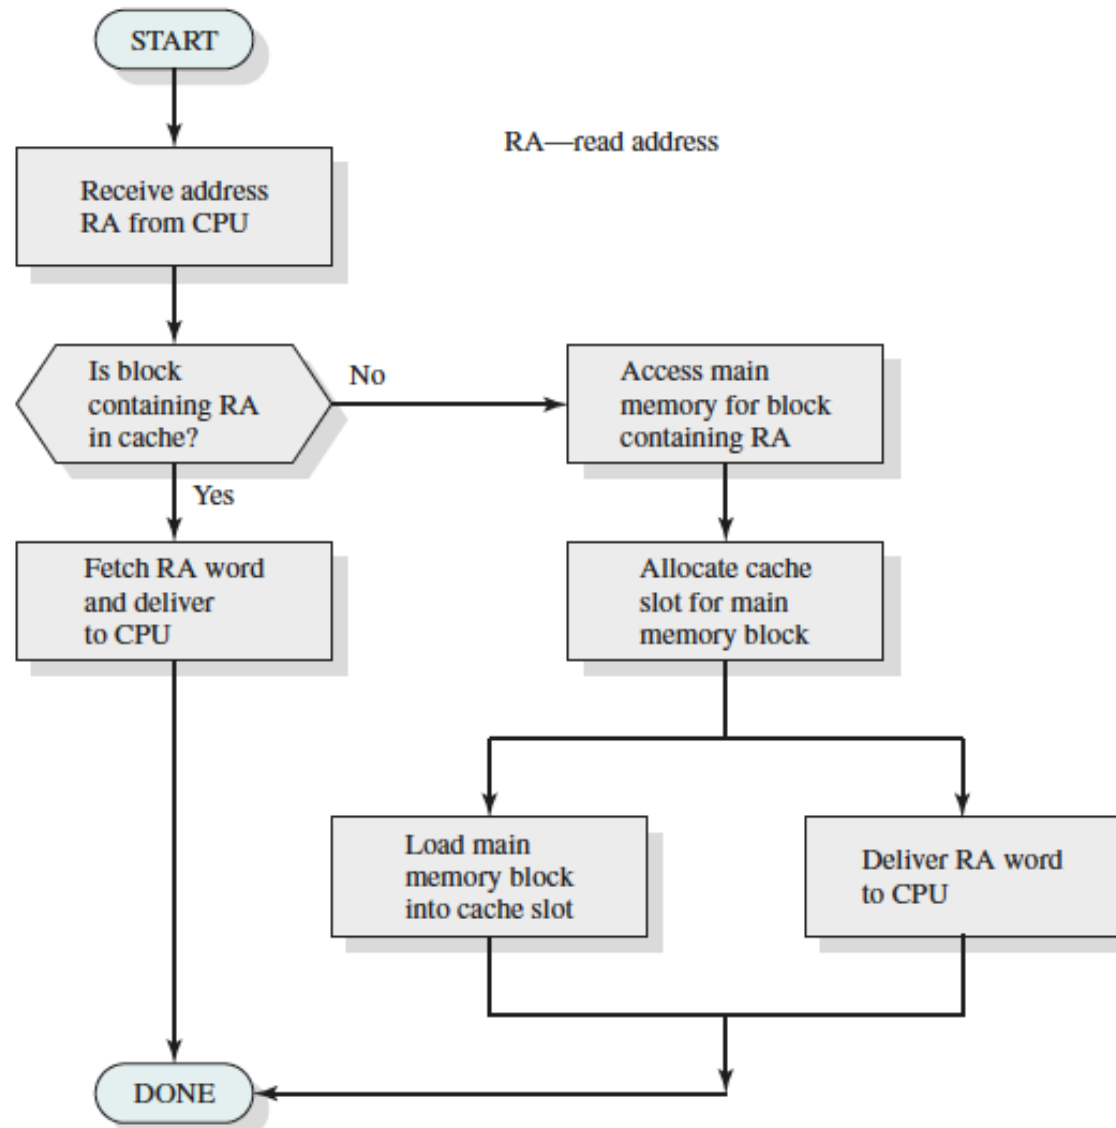 START
RA—read address
Receive address
RA from CPU
Is block
containing RA
in cache?
No
Access main
memory for block
containing RA
Yes
Fetch RA word
and deliver
to CPU
Allocate cache
slot for main
memory block
Load main
memory block
into cache slot
Deliver RA word
to CPU
DONE